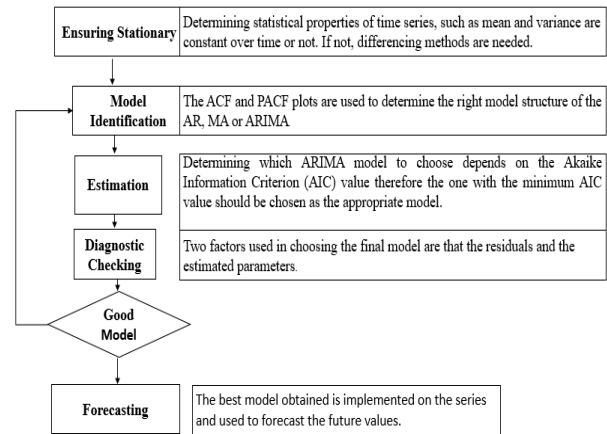 Ensuring Stationary
Determining statistical properties of time series, such as mean and variance are
constant over time or not. If not, differencing methods are needed.
Model
Identification
The ACF and PACF plots are used to determine the right model structure of the
AR, MA or ARIMA
Estimation
Determining which ARIMA model to choose depends on the Akaike
Information Criterion (AIC) value therefore the one with the minimum AIC
value should be chosen as the appropriate model.
Diagnostic
Checking
Two factors used in choosing the final model are that the residuals and the
estimated parameters.
Good
Model
Forecasting
The best model obtained is implemented on the series
and used to forecast the future values.